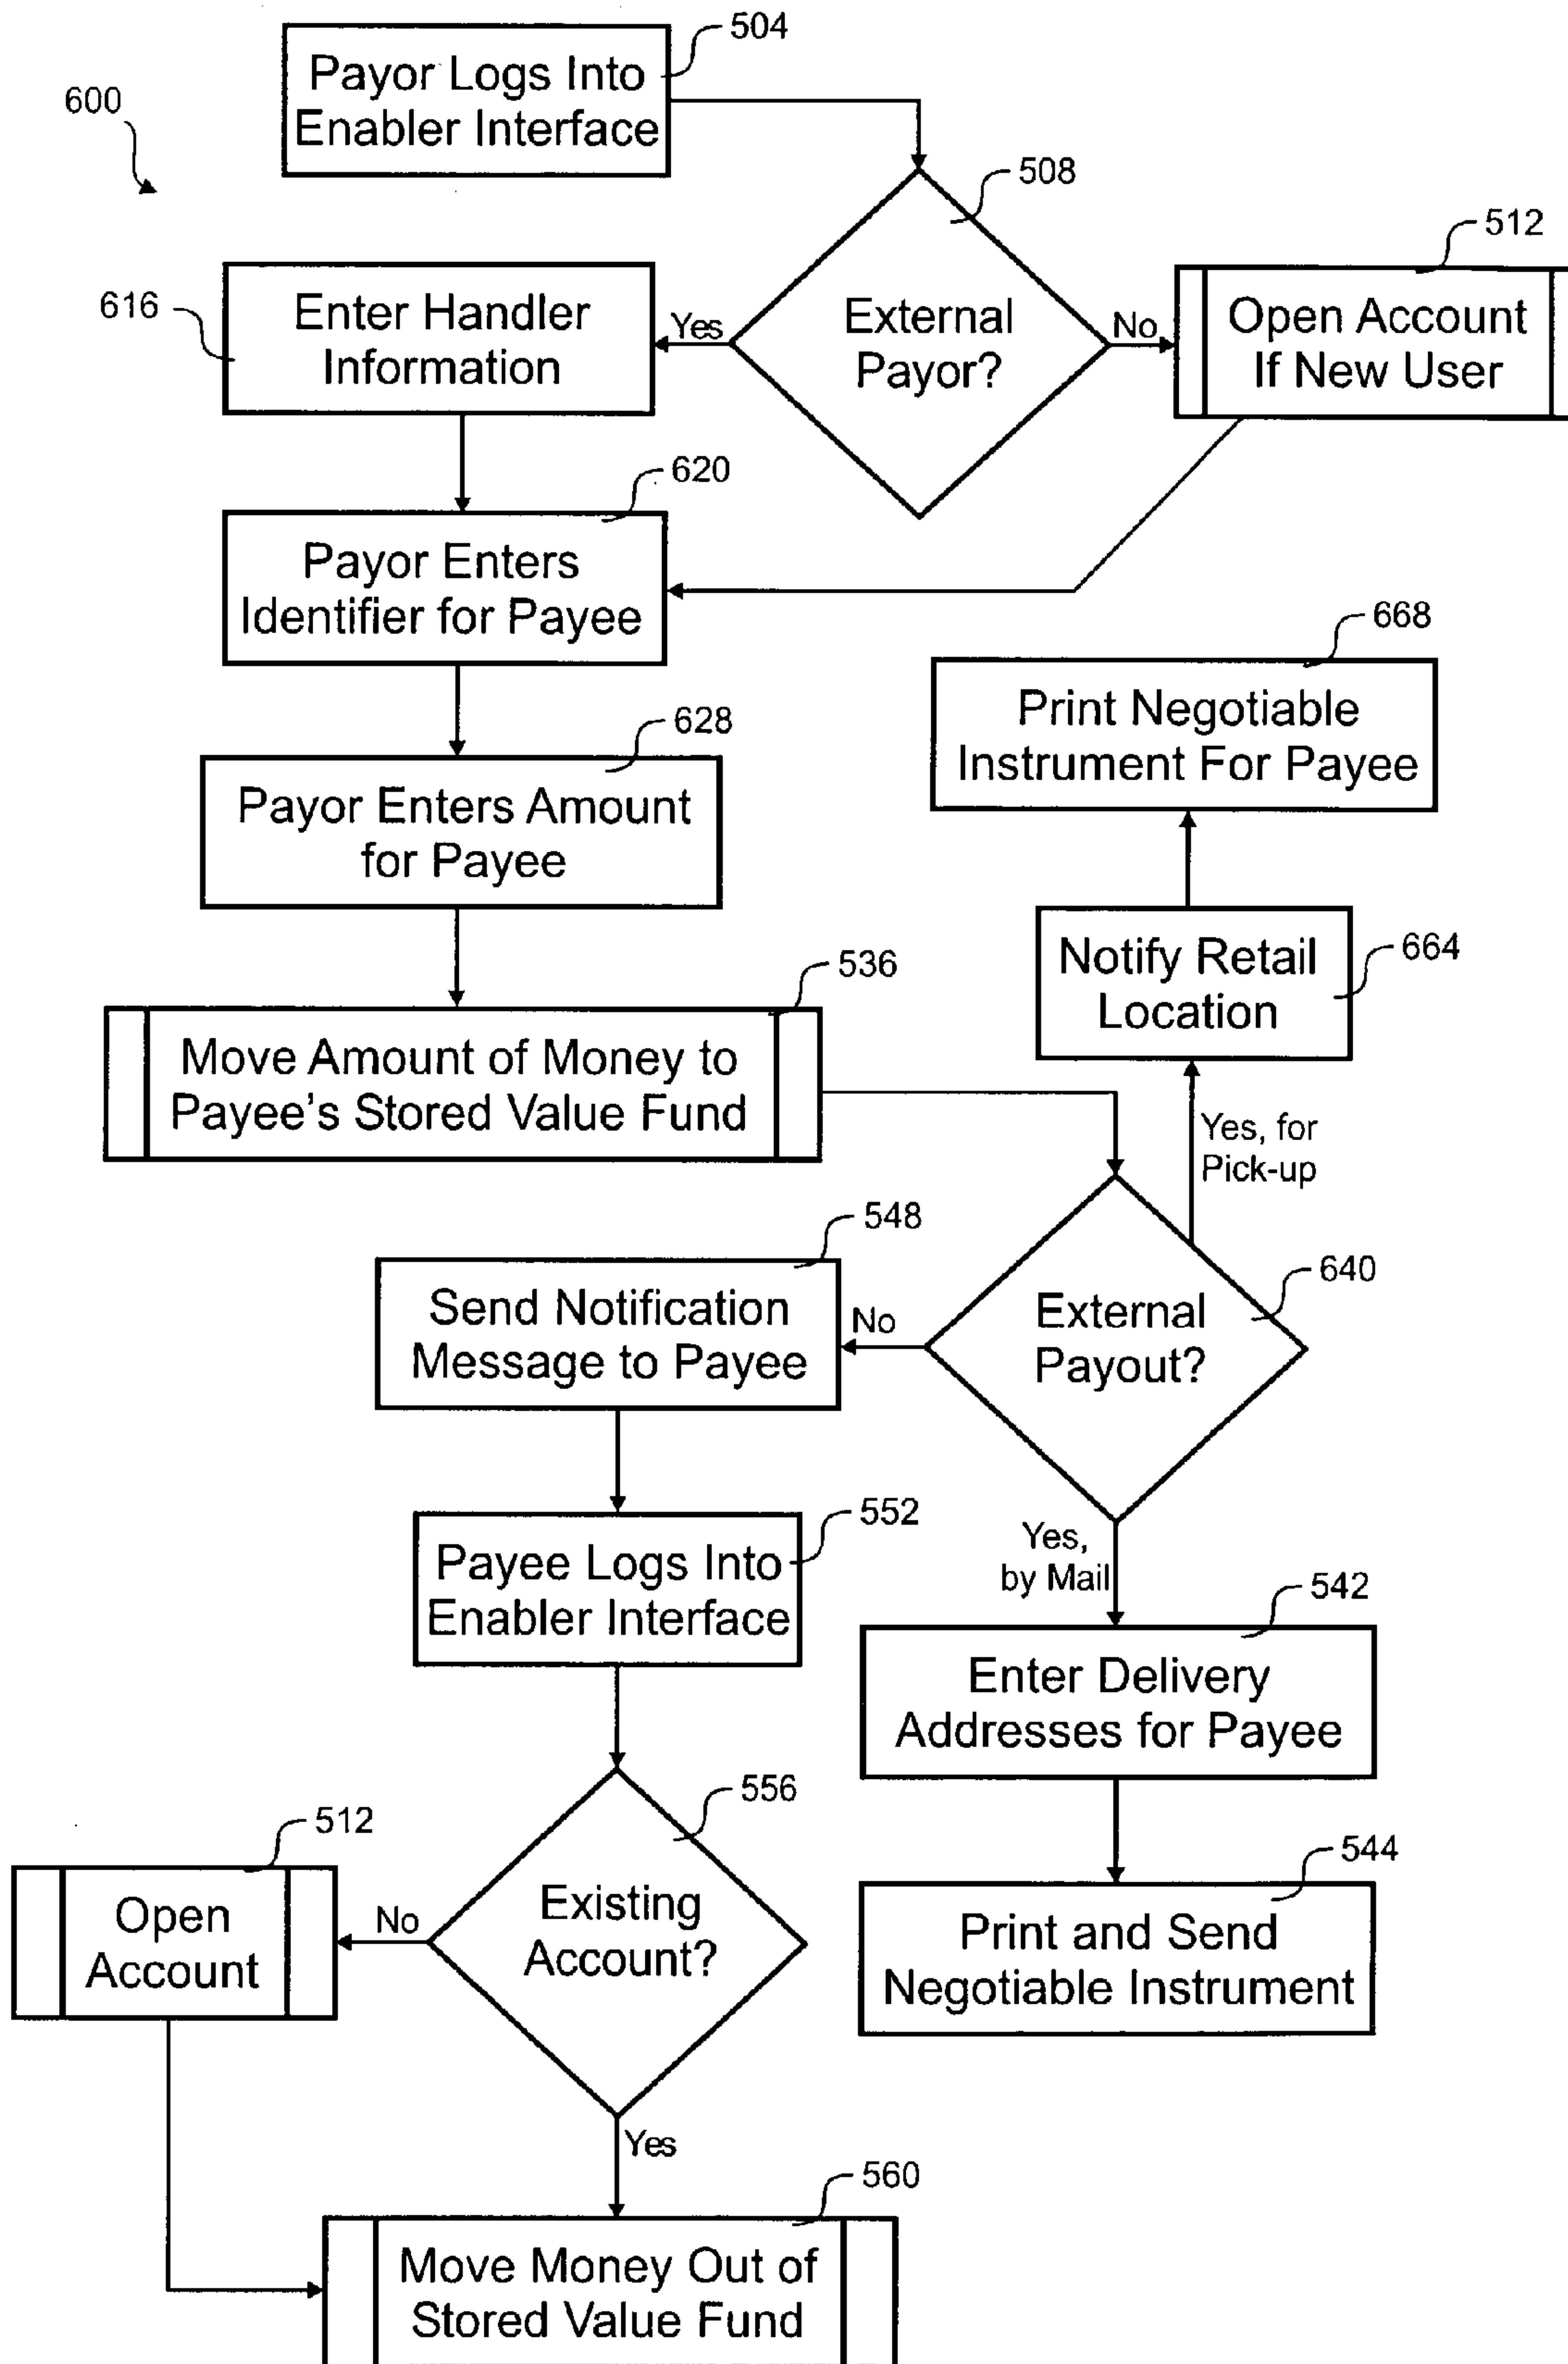 504
Payor Logs Into
Enabler Interface
600
508
512
616
Enter Handler
Information
Yes
External
Payor?
No
Open Account
If New User
620
Payor Enters
Identifier for Payee
668
Print Negotiable
Instrument For Payee
628
Payor Enters Amount
for Payee
664
Notify Retail
Location
536
Move Amount of Money to
Payee's Stored Value Fund
Yes, for
Pick-up
548
Send Notification
Message to Payee
No
640
External
Payout?
552
Payee Logs Into
Enabler Interface
Yes,
by Mail
542
Enter Delivery
Addresses for Payee
556
512
Open
Account
No
Existing
Account?
544
Print and Send
Negotiable Instrument
Yes
560
Move Money Out of
Stored Value Fund